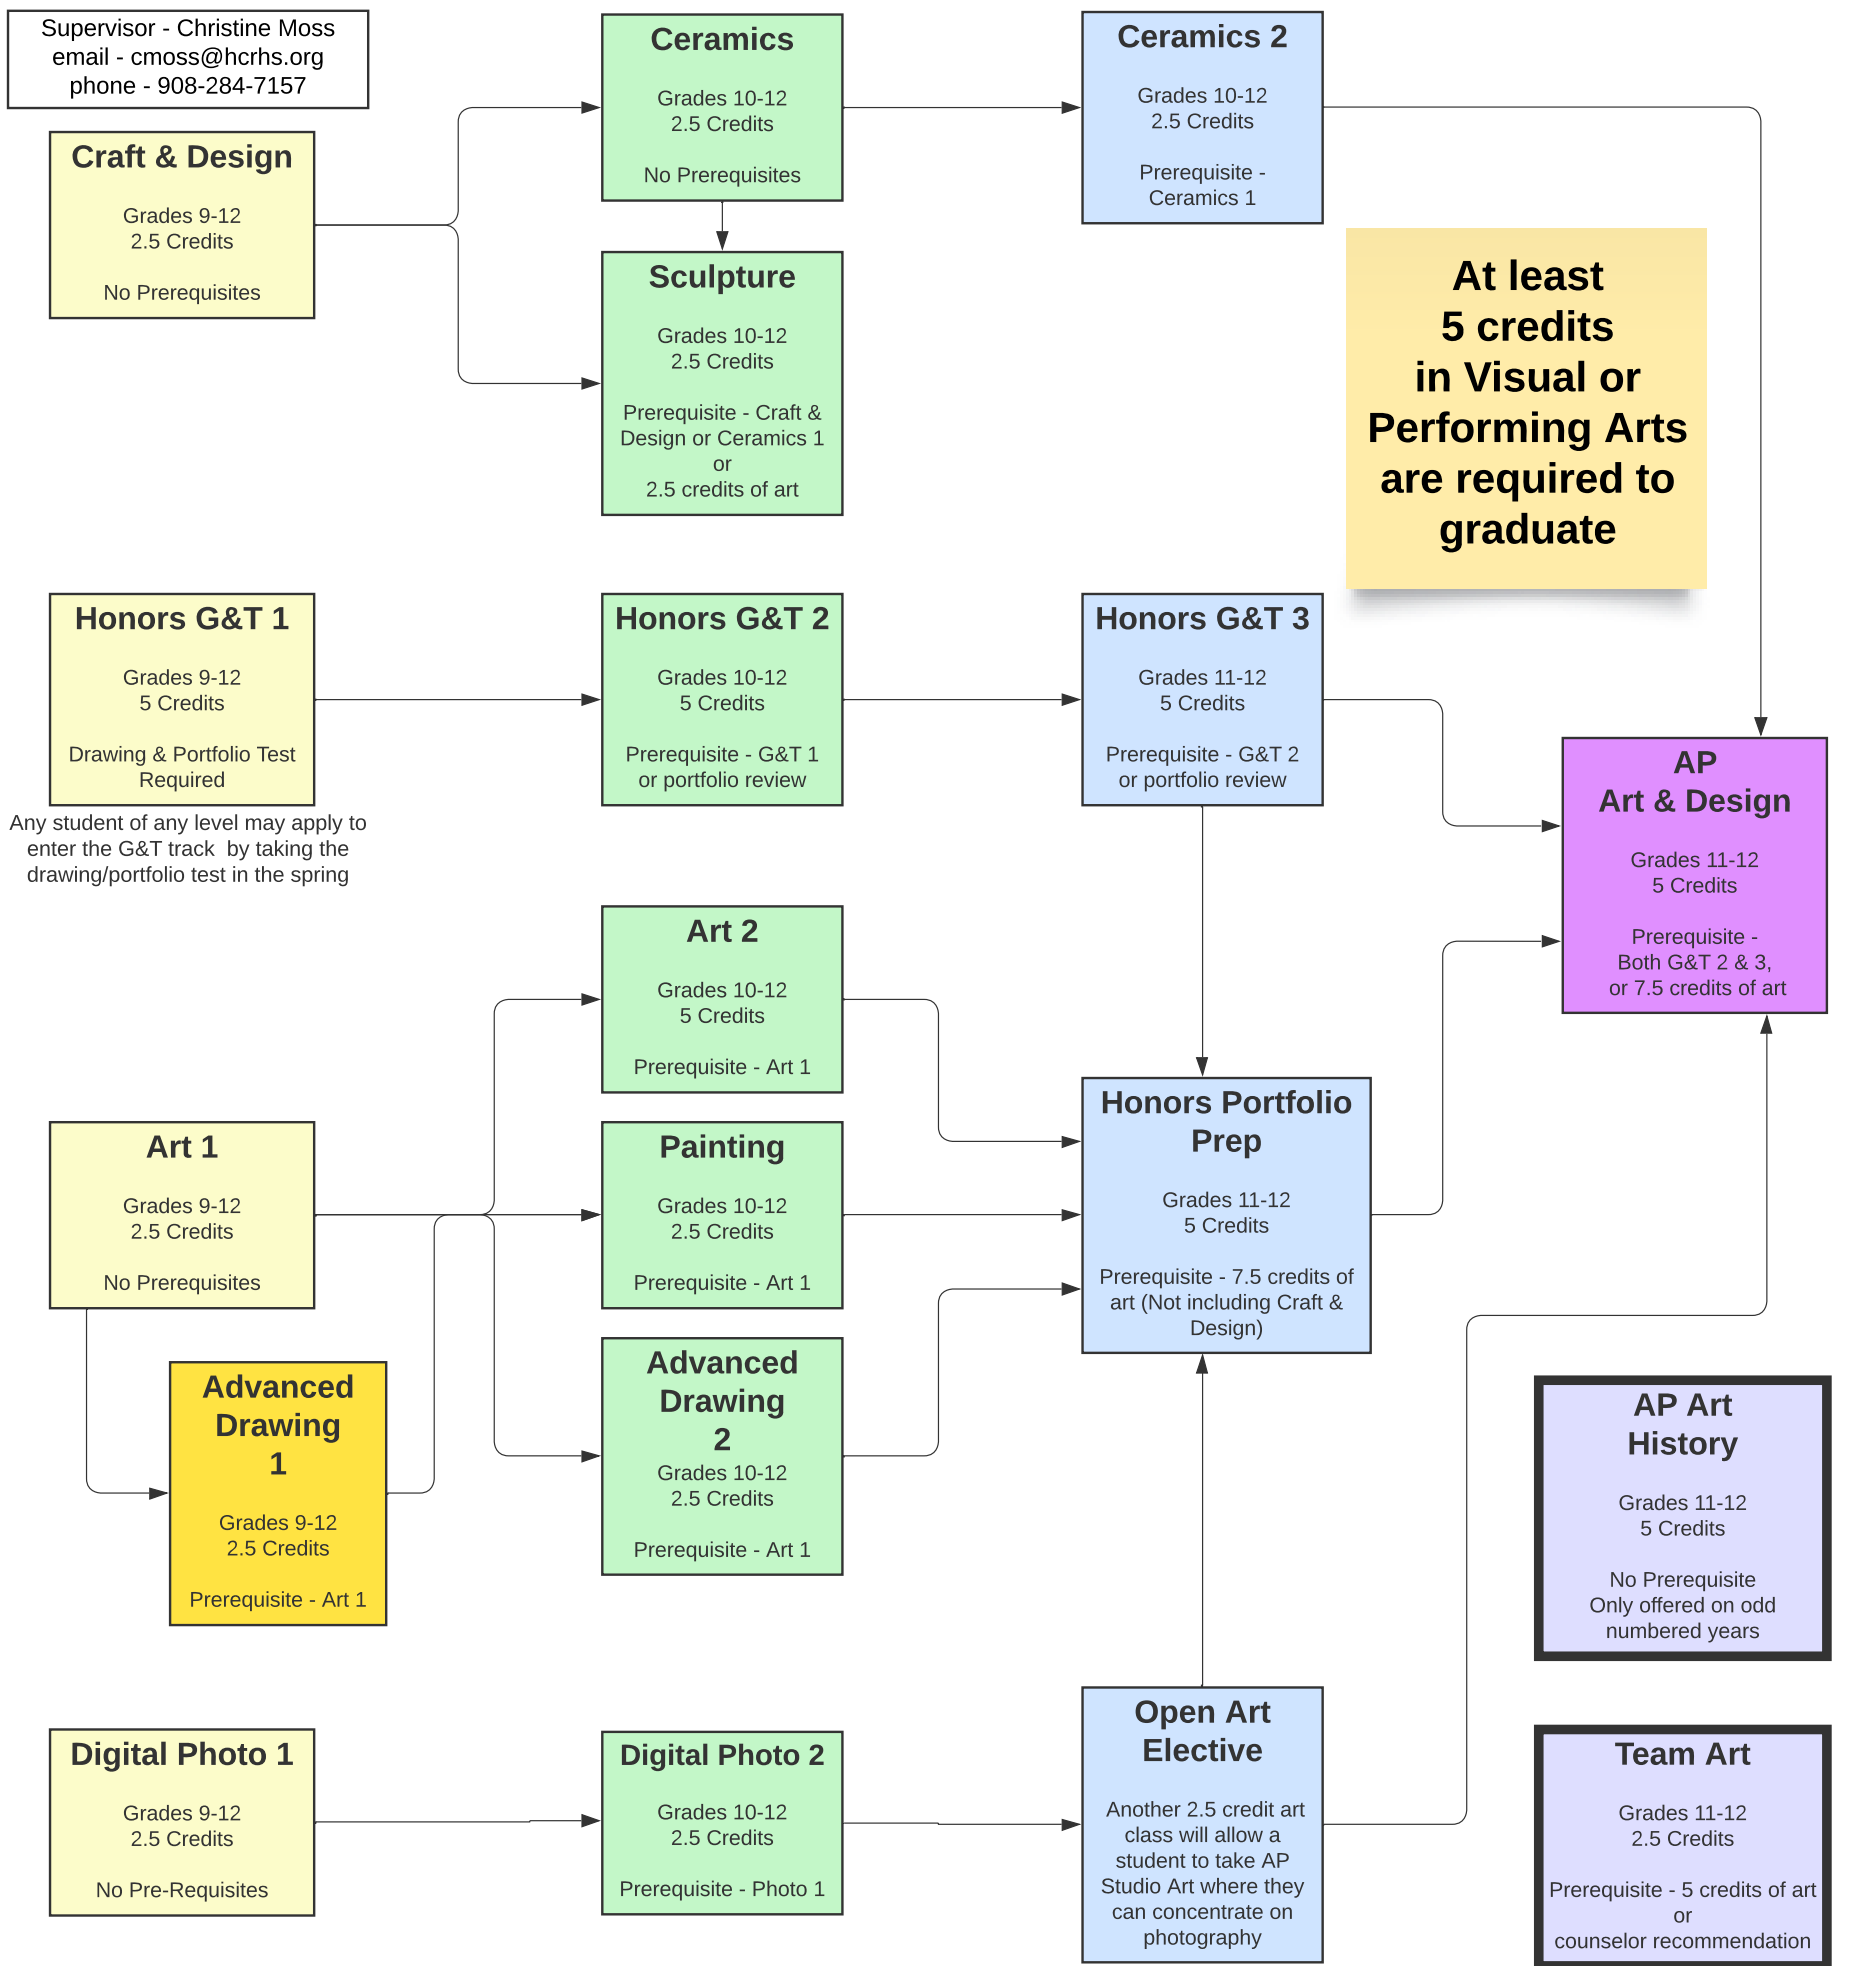 Supervisor - Christine Moss
email - cmoss@hcrhs.org
phone - 908-284-7157
Craft & Design
Grades 9-12
2.5 Credits
No Prerequisites
Ceramics
Grades 10-12
2.5 Credits
No Prerequisites
Ceramics 2
Grades 10-12
2.5 Credits
Prerequisite -
Ceramics 1
Sculpture
Grades 10-12
2.5 Credits
Prerequisite - Craft &
Design or Ceramics 1
or
2.5 credits of art
At least
5 credits
in Visual or
Performing Arts
are required to
graduate
Honors G&T 1
Grades 9-12
5 Credits
Drawing & Portfolio Test
Required
Any student of any level may apply to
enter the G&T track  by taking the
drawing/portfolio test in the spring
Honors G&T 2
Grades 10-12
5 Credits
Prerequisite - G&T 1
or portfolio review
Honors G&T 3
Grades 11-12
5 Credits
Prerequisite - G&T 2
or portfolio review
AP
Art & Design
Grades 11-12
5 Credits
Prerequisite -
Both G&T 2 & 3,
or 7.5 credits of art
Art 2
Grades 10-12
5 Credits
Prerequisite - Art 1
Art 1
Grades 9-12
2.5 Credits
No Prerequisites
Painting
Grades 10-12
2.5 Credits
Prerequisite - Art 1
Honors Portfolio
Prep
Grades 11-12
5 Credits
Prerequisite - 7.5 credits of
art (Not including Craft &
Design)
Advanced
Drawing
1
Grades 9-12
2.5 Credits
Prerequisite - Art 1
Advanced
Drawing
2
Grades 10-12
2.5 Credits
Prerequisite - Art 1
AP Art
History
Grades 11-12
5 Credits
No Prerequisite
Only offered on odd
numbered years
Digital Photo 1
Grades 9-12
2.5 Credits
No Pre-Requisites
Digital Photo 2
Grades 10-12
2.5 Credits
Prerequisite - Photo 1
Open Art
Elective
Another 2.5 credit art
class will allow a
student to take AP
Studio Art where they
can concentrate on
photography
Team Art
Grades 11-12
2.5 Credits
Prerequisite - 5 credits of art
or
counselor recommendation